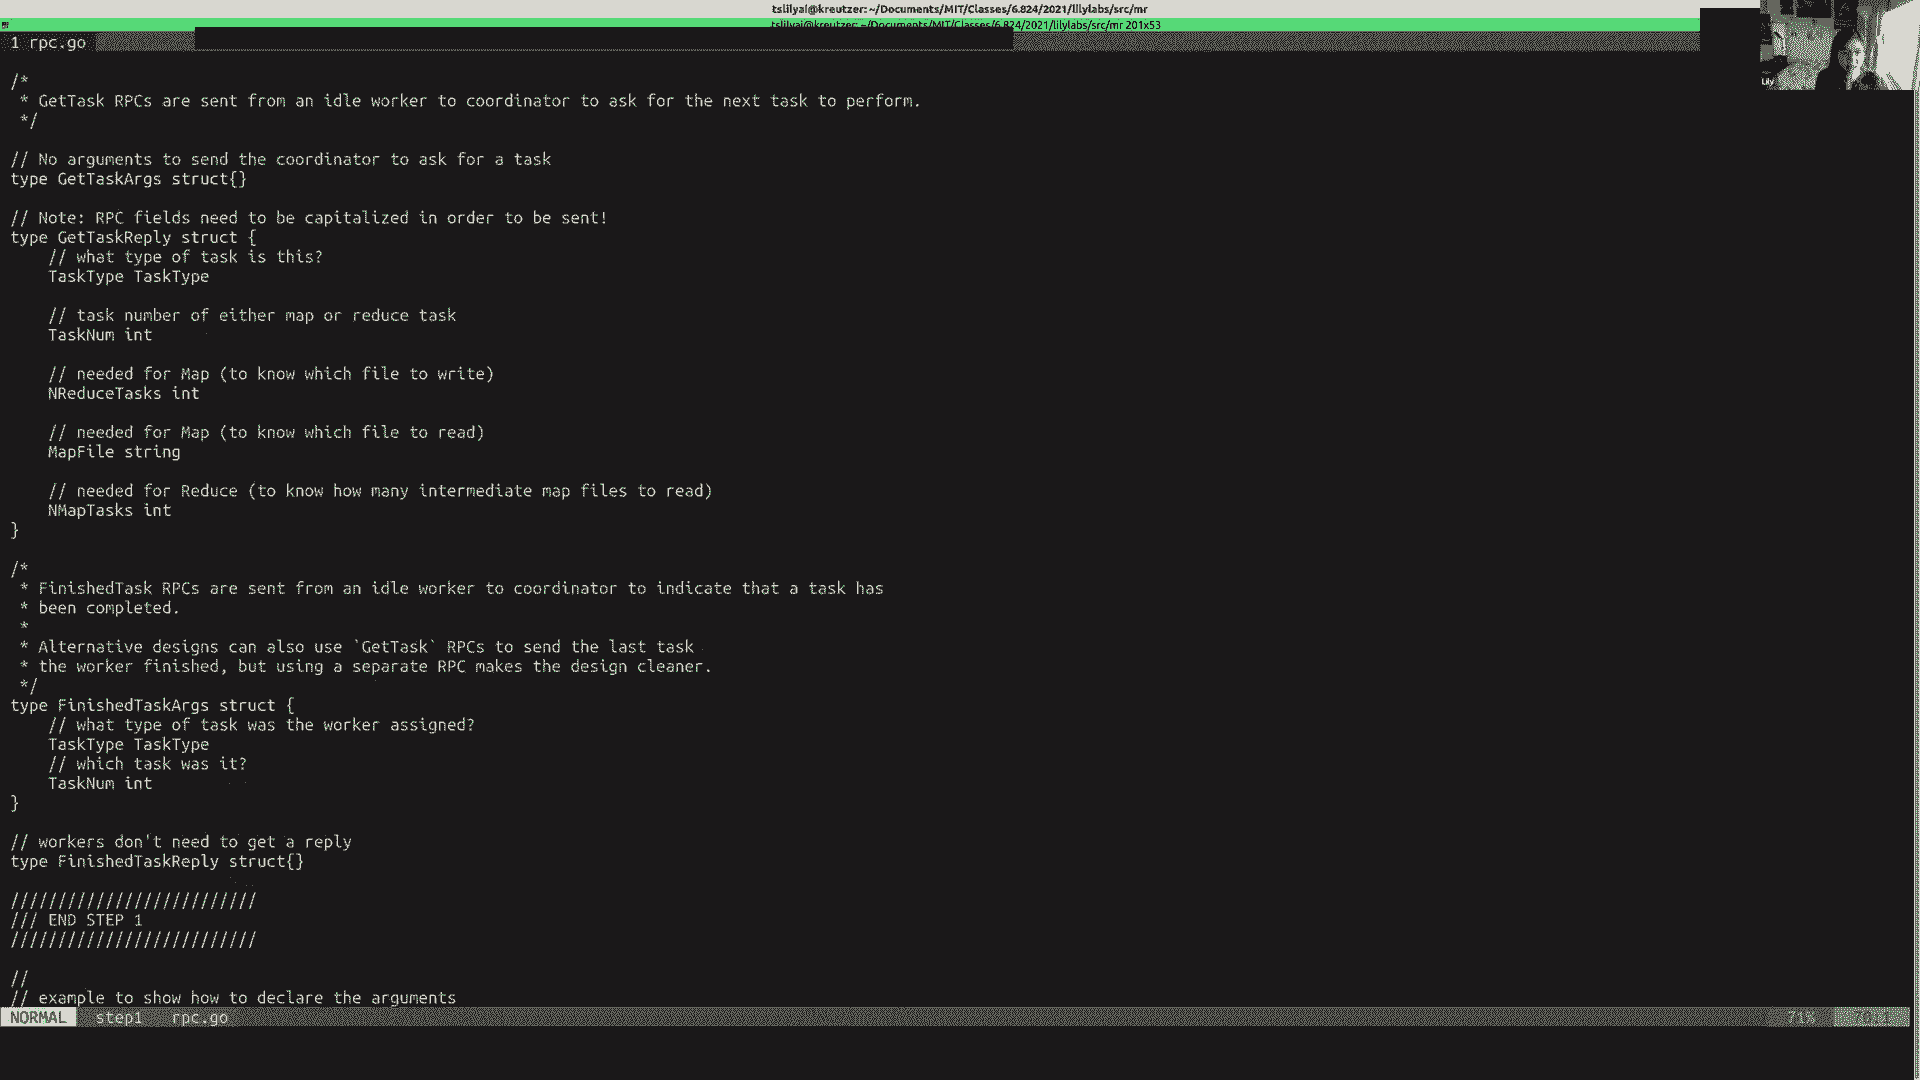 tslilyai@kreutzer: ~/Documents/MIT/Classes/6.824/2021/lilylabs/src/mr
tslilyai@kreutzer: ~/Documents/MIT/Classes/6.824/2021/lilylabs/src/mr 201x53
1 rpc.go
Lily
/*
 * GetTask RPCs are sent from an idle worker to coordinator to ask for the next task to perform.
 */
// No arguments to send the coordinator to ask for a task
type GetTaskArgs struct{}
// Note: RPC fields need to be capitalized in order to be sent!
type GetTaskReply struct {
    // what type of task is this?
    TaskType TaskType
    // task number of either map or reduce task
    TaskNum int
    // needed for Map (to know which file to write)
    NReduceTasks int
    // needed for Map (to know which file to read)
    MapFile string
    // needed for Reduce (to know how many intermediate map files to read)
    NMapTasks int
}
/*
 * FinishedTask RPCs are sent from an idle worker to coordinator to indicate that a task has
 * been completed.
 *
 * Alternative designs can also use `GetTask` RPCs to send the last task
 * the worker finished, but using a separate RPC makes the design cleaner.
 */
type FinishedTaskArgs struct {
    // what type of task was the worker assigned?
    TaskType TaskType
    // which task was it?
    TaskNum int
}
// workers don't need to get a reply
type FinishedTaskReply struct{}
//////////////////////////
/// END STEP 1
//////////////////////////
//
// example to show how to declare the arguments
NORMAL step1 rpc.go 71%